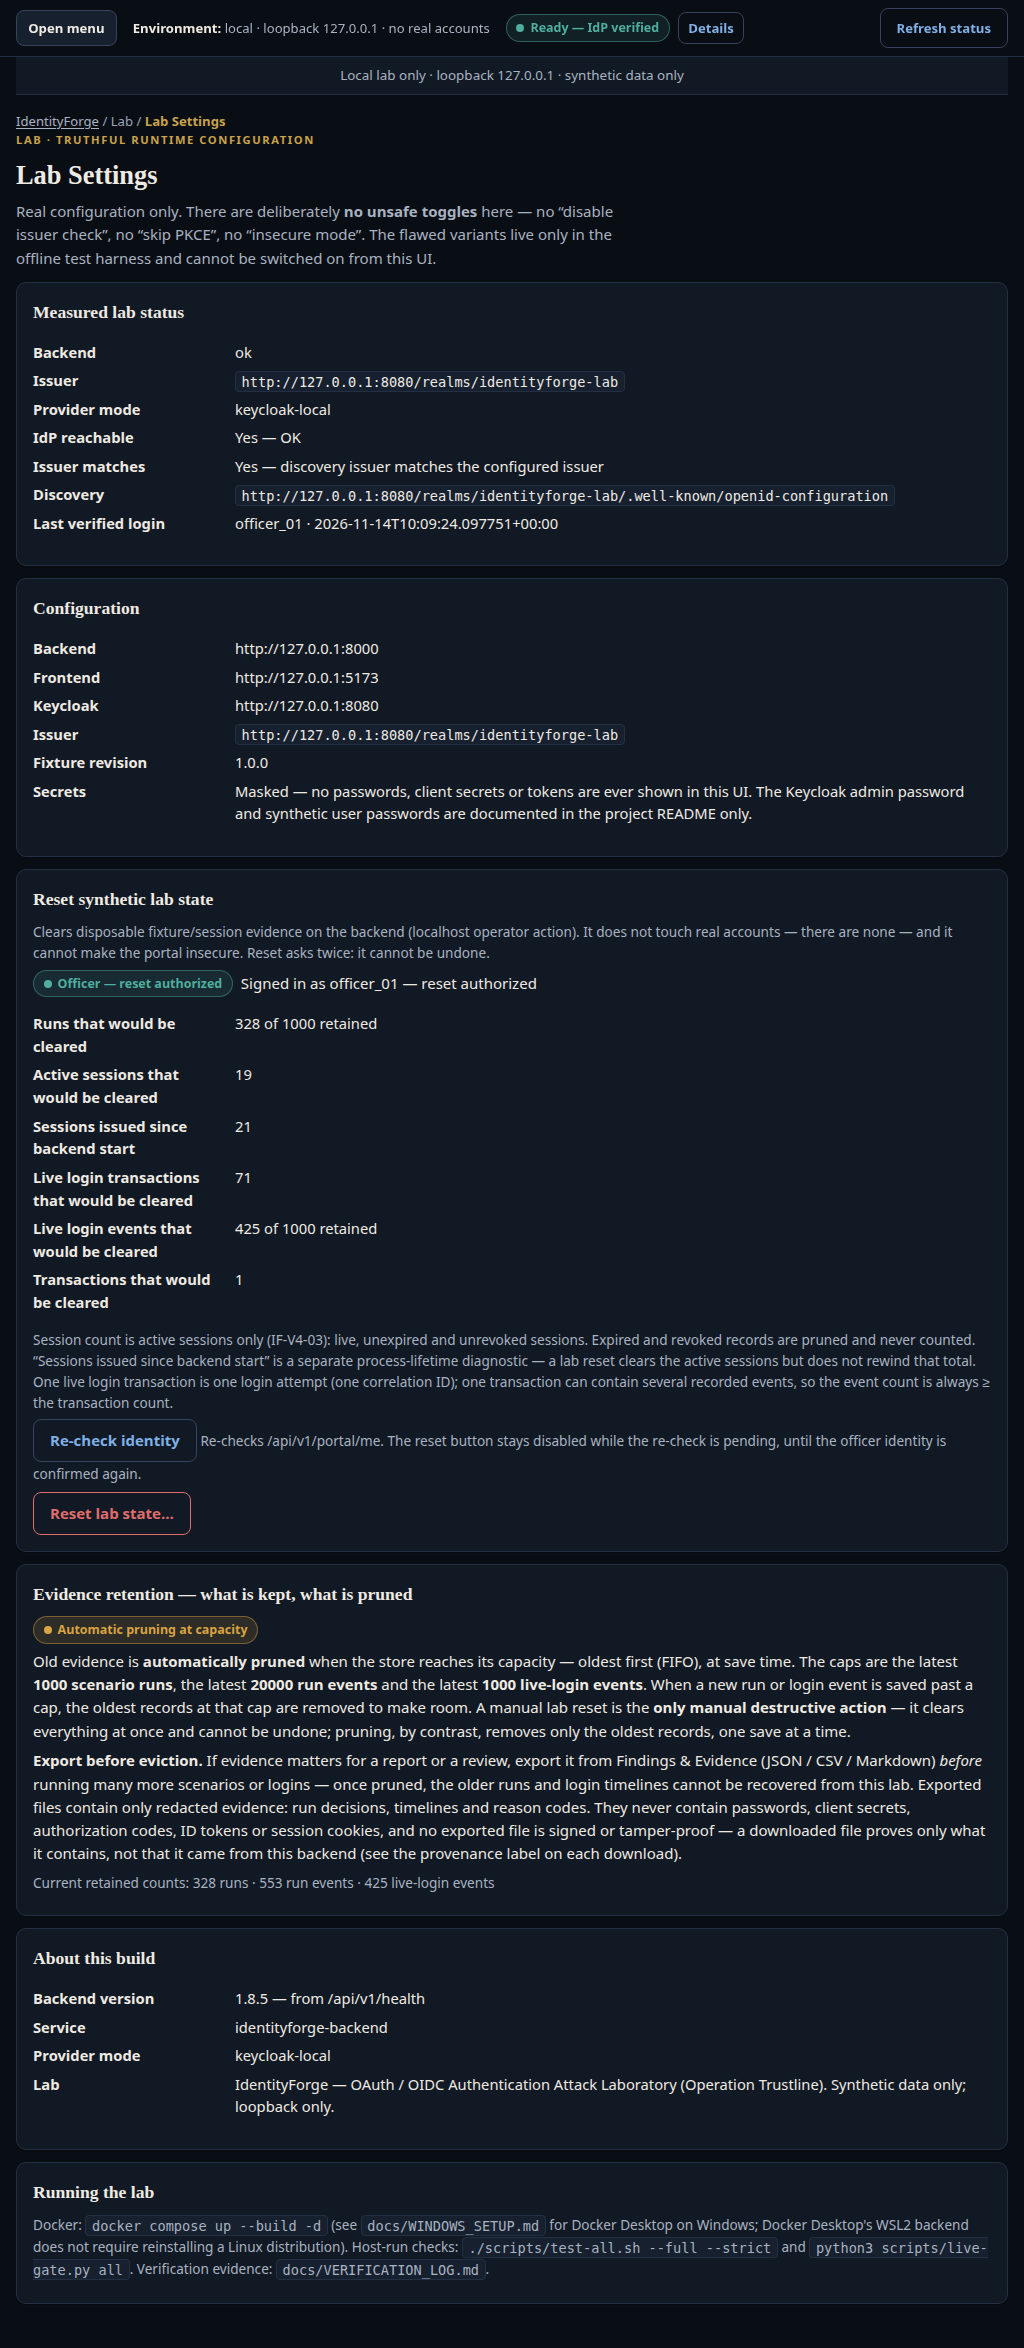 Open menu
Environment: local · loopback 127.0.0.1 · no real accounts
Ready — IdP verified
Details
Refresh status
Local lab only · loopback 127.0.0.1 · synthetic data only
IdentityForge / Lab / Lab Settings
LAB · TRUTHFUL RUNTIME CONFIGURATION
Lab Settings
Real configuration only. There are deliberately no unsafe toggles here — no “disable
issuer check”, no “skip PKCE”, no “insecure mode”. The flawed variants live only in the
offline test harness and cannot be switched on from this UI.
Measured lab status
Backend ok
Issuer http://127.0.0.1:8080/realms/identityforge-lab
Provider mode keycloak-local
IdP reachable Yes — OK
Issuer matches Yes — discovery issuer matches the configured issuer
Discovery http://127.0.0.1:8080/realms/identityforge-lab/.well-known/openid-configuration
Last verified login officer_01 · 2026-11-14T10:09:24.097751+00:00
Configuration
Backend http://127.0.0.1:8000
Frontend http://127.0.0.1:5173
Keycloak http://127.0.0.1:8080
Issuer http://127.0.0.1:8080/realms/identityforge-lab
Fixture revision 1.0.0
Secrets Masked — no passwords, client secrets or tokens are ever shown in this UI. The Keycloak admin password
and synthetic user passwords are documented in the project README only.
Reset synthetic lab state
Clears disposable fixture/session evidence on the backend (localhost operator action). It does not touch real accounts — there are none — and it
cannot make the portal insecure. Reset asks twice: it cannot be undone.
Officer — reset authorized Signed in as officer_01 — reset authorized
Runs that would be 328 of 1000 retained
cleared
Active sessions that 19
would be cleared
Sessions issued since 21
backend start
Live login transactions 71
that would be cleared
Live login events that 425 of 1000 retained
would be cleared
Transactions that would 1
be cleared
Session count is active sessions only (IF-V4-03): live, unexpired and unrevoked sessions. Expired and revoked records are pruned and never counted.
“Sessions issued since backend start” is a separate process-lifetime diagnostic — a lab reset clears the active sessions but does not rewind that total.
One live login transaction is one login attempt (one correlation ID); one transaction can contain several recorded events, so the event count is always ≥
the transaction count.
Re-check identity Re-checks /api/v1/portal/me. The reset button stays disabled while the re-check is pending, until the officer identity is
confirmed again.
Reset lab state…
Evidence retention — what is kept, what is pruned
Automatic pruning at capacity
Old evidence is automatically pruned when the store reaches its capacity — oldest first (FIFO), at save time. The caps are the latest
1000 scenario runs, the latest 20000 run events and the latest 1000 live-login events. When a new run or login event is saved past a
cap, the oldest records at that cap are removed to make room. A manual lab reset is the only manual destructive action — it clears
everything at once and cannot be undone; pruning, by contrast, removes only the oldest records, one save at a time.
Export before eviction. If evidence matters for a report or a review, export it from Findings & Evidence (JSON / CSV / Markdown) before
running many more scenarios or logins — once pruned, the older runs and login timelines cannot be recovered from this lab. Exported
files contain only redacted evidence: run decisions, timelines and reason codes. They never contain passwords, client secrets,
authorization codes, ID tokens or session cookies, and no exported file is signed or tamper-proof — a downloaded file proves only what
it contains, not that it came from this backend (see the provenance label on each download).
Current retained counts: 328 runs · 553 run events · 425 live-login events
About this build
Backend version 1.8.5 — from /api/v1/health
Service identityforge-backend
Provider mode keycloak-local
Lab IdentityForge — OAuth / OIDC Authentication Attack Laboratory (Operation Trustline). Synthetic data only;
loopback only.
Running the lab
Docker: docker compose up --build -d (see docs/WINDOWS_SETUP.md for Docker Desktop on Windows; Docker Desktop's WSL2 backend
does not require reinstalling a Linux distribution). Host-run checks: ./scripts/test-all.sh --full --strict and python3 scripts/live-
gate.py all. Verification evidence: docs/VERIFICATION_LOG.md.